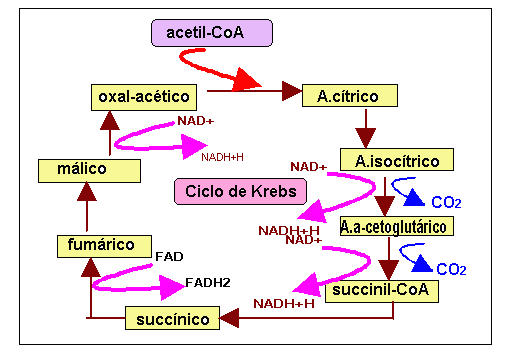 acetil-CoA
oxal-acético
A.cítrico
NAD+
NADH+H
málico
NAD+
A.isocítrico
Ciclo de Krebs
CO2
NADH+H
A.a-cetoglutárico
NAD+
fumárico
FAD
FADH2
CO2
NADH+H
succinil-CoA
succínico